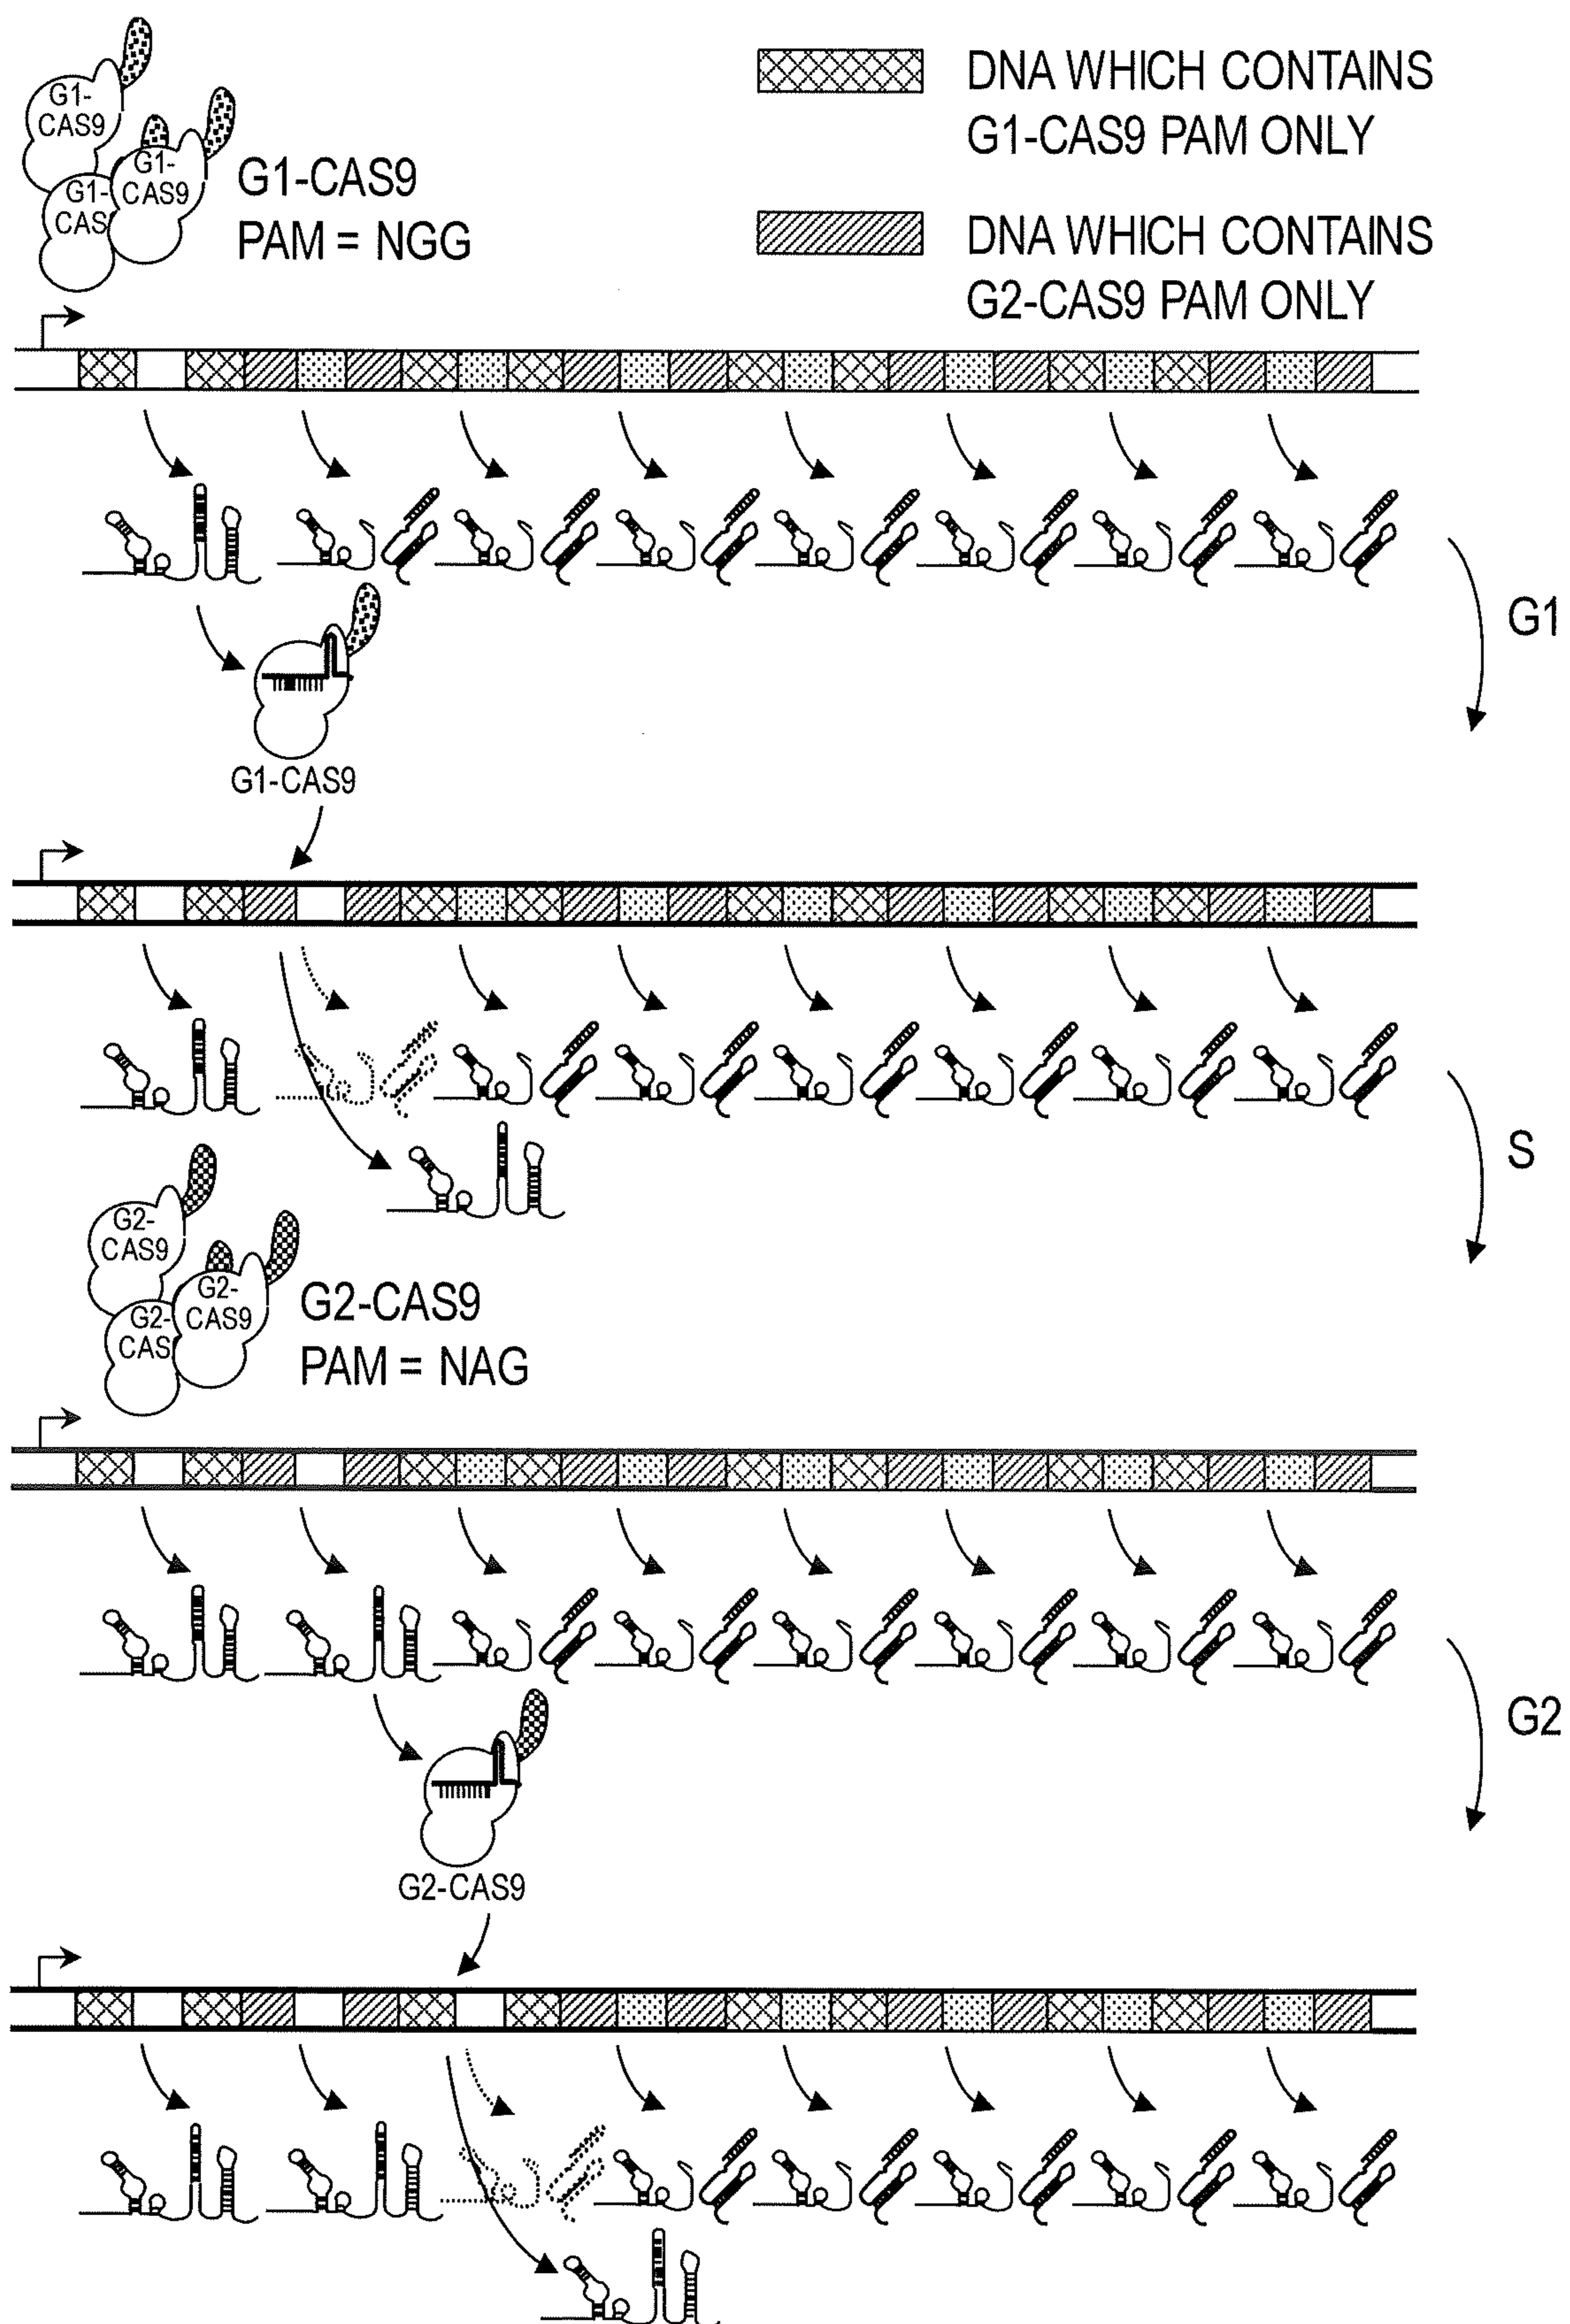 G1-
CAS9
G1-
CAS9
G1-
CAS
G1-CAS9
PAM = NGG
DNA WHICH CONTAINS
G1-CAS9 PAM ONLY
DNA WHICH CONTAINS
G2-CAS9 PAM ONLY
G1
G1-CAS9
S
G2-
CAS9
G2-
CAS9
G2-
CAS
G2-CAS9
PAM = NAG
G2
G2-CAS9